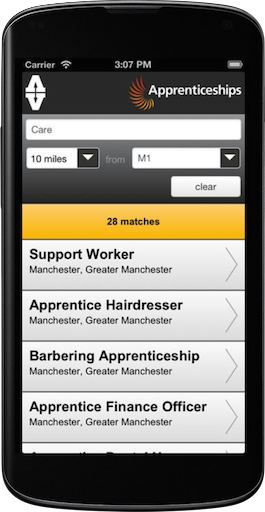 Carrier 3:07 PM
Apprenticeships
Care
10 miles from M1
clear
28 matches
Support Worker
Manchester, Greater Manchester
Apprentice Hairdresser
Manchester, Greater Manchester
Barbering Apprenticeship
Manchester, Greater Manchester
Apprentice Finance Officer
Manchester, Greater Manchester